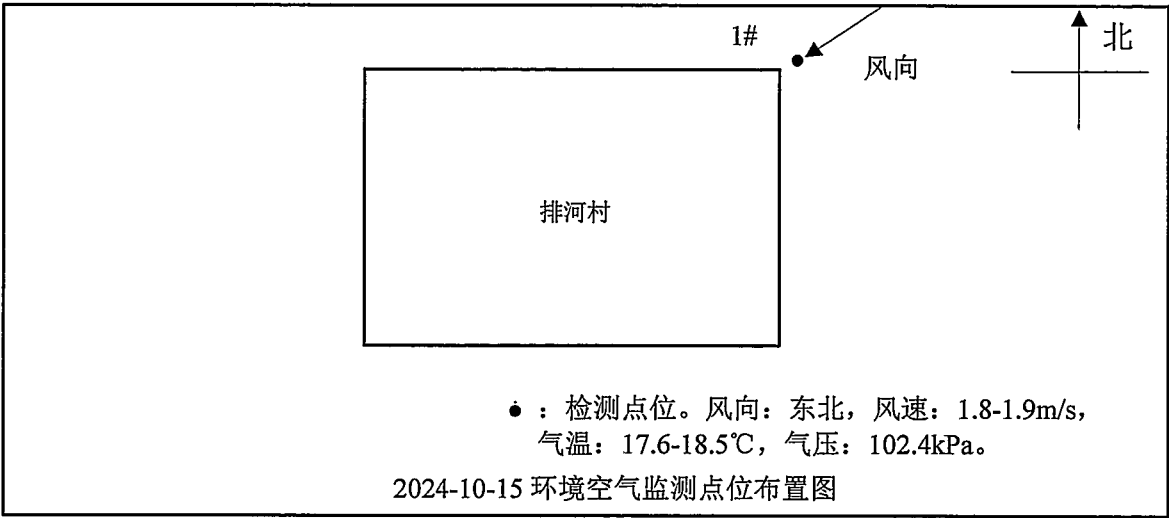 1#
北
风向
排河村
●：检测点位。风向：东北，风速：1.8-1.9m/s，
气温：17.6-18.5℃，气压：102.4kPa。
2024-10-15 环境空气监测点位布置图